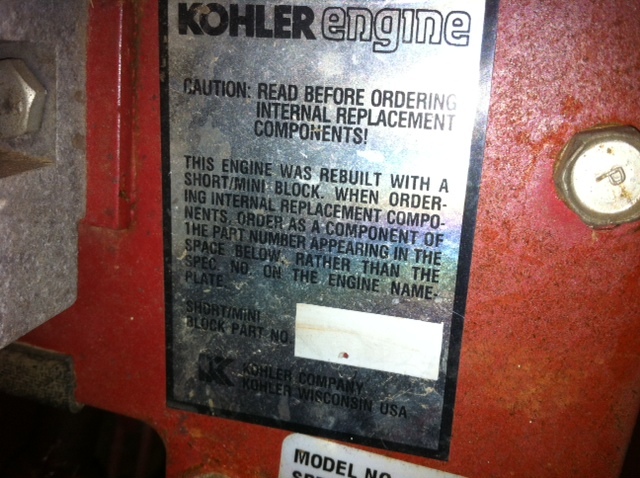 KOHLER engine
CAUTION: READ BEFORE ORDERING
INTERNAL REPLACEMENT
COMPONENTS!
THIS ENGINE WAS REBUILT WITH A
SHORT/MINI BLOCK. WHEN ORDER-
ING INTERNAL REPLACEMENT COMPO-
NENTS, ORDER AS A COMPONENT OF
THE PART NUMBER APPEARING IN THE
SPACE BELOW, RATHER THAN THE
SPEC. NO. ON THE ENGINE NAME-
PLATE.
SHORT/MINI
BLOCK PART NO
KOHLER COMPANY
KOHLER WISCONSIN USA
MODEL NO.